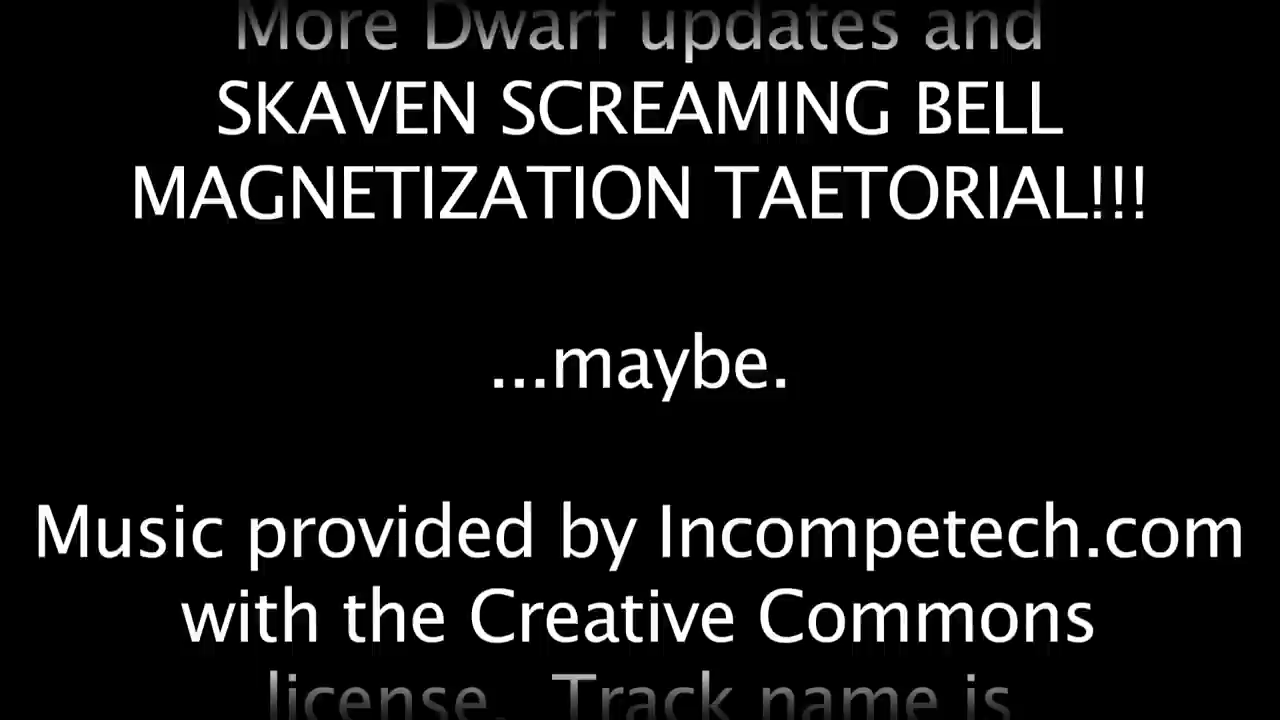 More Dwarf updates and
SKAVEN SCREAMING BELL
MAGNETIZATION TAETORIAL!!!
...maybe.
Music provided by Incompetech.com
with the Creative Commons
license. Track name is